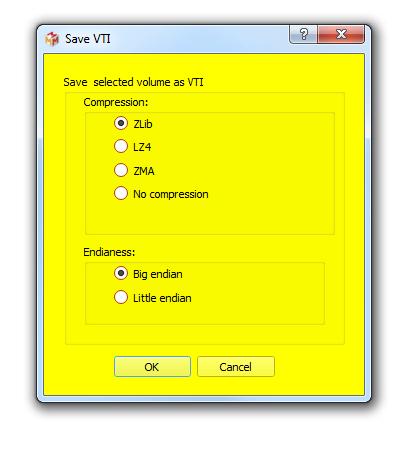 Save VTI
Save selected volume as VTI
Compression:
ZLib
LZ4
ZMA
No compression
Endianess:
Big endian
Little endian
OK Cancel